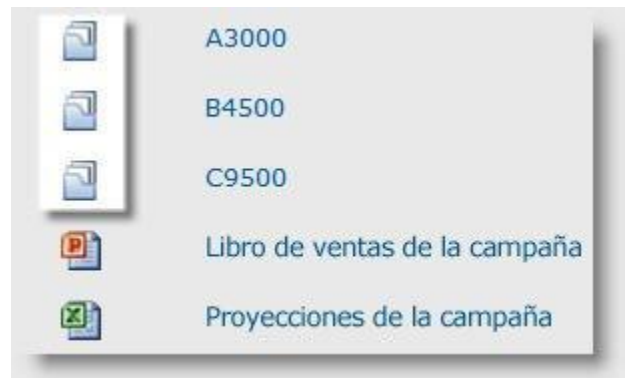 A3000
B4500
C9500
Libro de ventas de la campaña
Proyecciones de la campaña